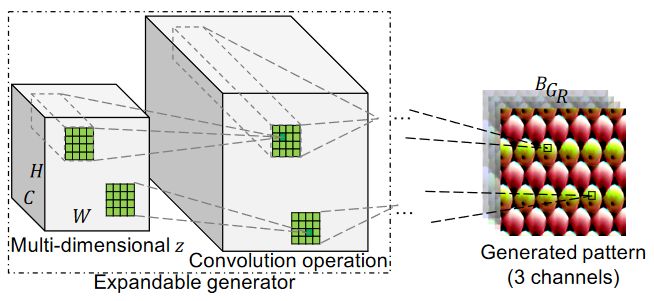 B G R
H
C
W
... 
...
Multi-dimensional z
Convolution operation
Expandable generator
Generated pattern
(3 channels)